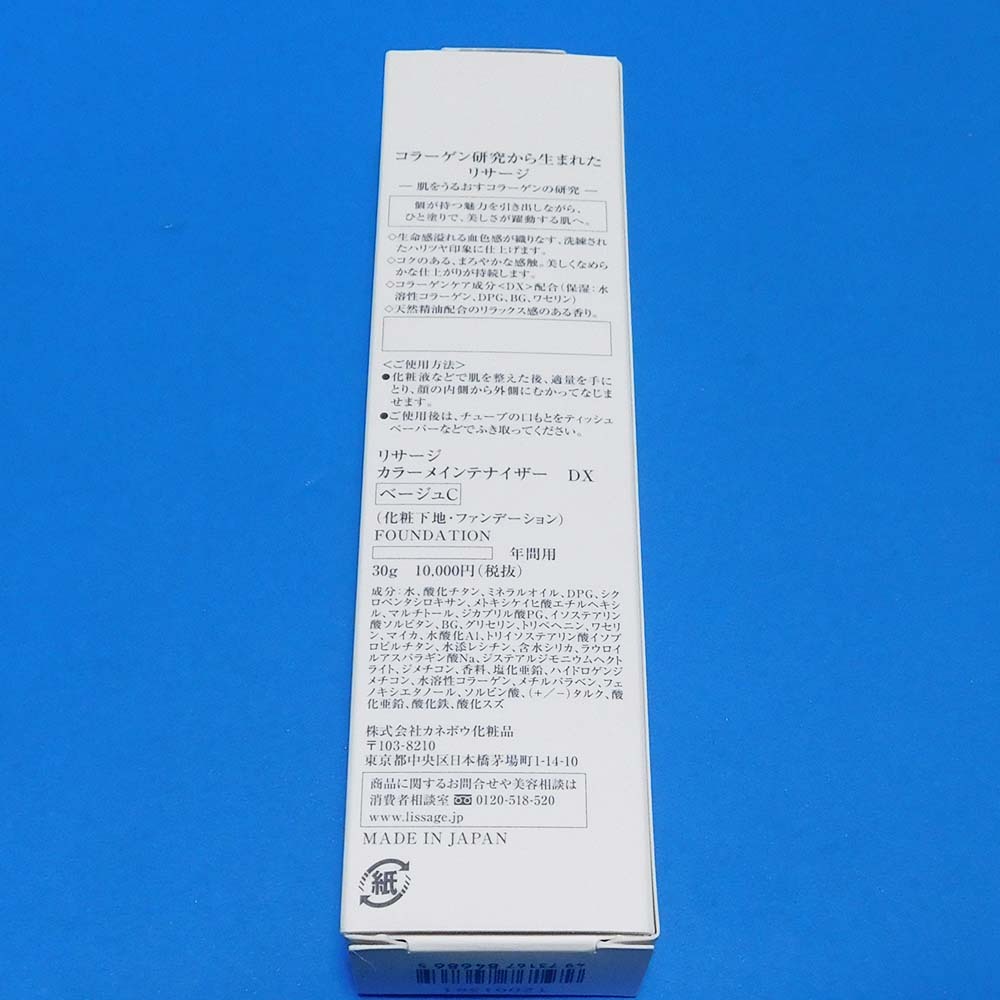 コラーゲン研究から生まれた
リサージ
― 肌をうるおすコラーゲンの研究 ―
個が持つ魅力を引き出しながら、
ひと塗りで、美しさが躍動する肌へ。
◇生命感溢れる血色感が織りなす、洗練され
たハリツヤ印象に仕上げます。
◇コクのある、まろやかな感触。美しくなめら
かな仕上がりが持続します。
◇コラーゲンケア成分<DX>配合(保湿:水
溶性コラーゲン、DPG、BG、ワセリン)
◇天然精油配合のリラックス感のある香り。
<ご使用方法>
●化粧液などで肌を整えた後、適量を手に
とり、顔の内側から外側にむかってなじま
せます。
●ご使用後は、チューブの口もとをティッシュ
ペーパーなどでふき取ってください。
リサージ
カラーメインテナイザー DX
ベージュC
(化粧下地・ファンデーション)
FOUNDATION
年間用
30g 10,000円(税抜)
成分:水、酸化チタン、ミネラルオイル、DPG、シク
ロペンタシロキサン、メトキシケイヒ酸エチルヘキシ
ル、マルチトール、ジカプリル酸PG、イソステアリン
酸ソルビタン、BG、グリセリン、トリベヘニン、ワセリ
ン、マイカ、水酸化Al、トリイソステアリン酸イソプ
ロピルチタン、水添レシチン、含水シリカ、ラウロイ
ルアスパラギン酸Na、ジステアルジモニウムヘクト
ライト、ジメチコン、香料、塩化亜鉛、ハイドロゲンジ
メチコン、水溶性コラーゲン、メチルパラベン、フェ
ノキシエタノール、ソルビン酸、(+/−)タルク、酸
化亜鉛、酸化鉄、酸化スズ
株式会社カネボウ化粧品
〒103-8210
東京都中央区日本橋茅場町1-14-10
商品に関するお問合せや美容相談は
消費者相談室 0120-518-520
www.lissage.jp
MADE IN JAPAN
紙
4 973167 846865